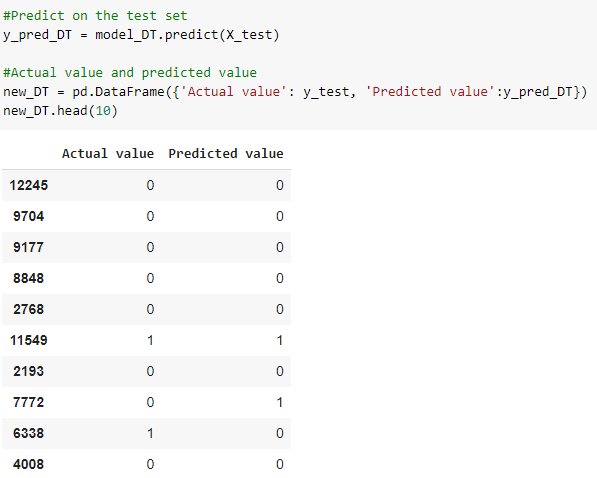 #Predict on the test set
y_pred_DT = model_DT.predict(X_test)
#Actual value and predicted value
new_DT = pd.DataFrame({'Actual value': y_test, 'Predicted value':y_pred_DT})
new_DT.head(10)
Actual value Predicted value
12245 0 0
9704 0 0
9177 0 0
8848 0 0
2768 0 0
11549 1 1
2193 0 0
7772 0 1
6338 1 0
4008 0 0